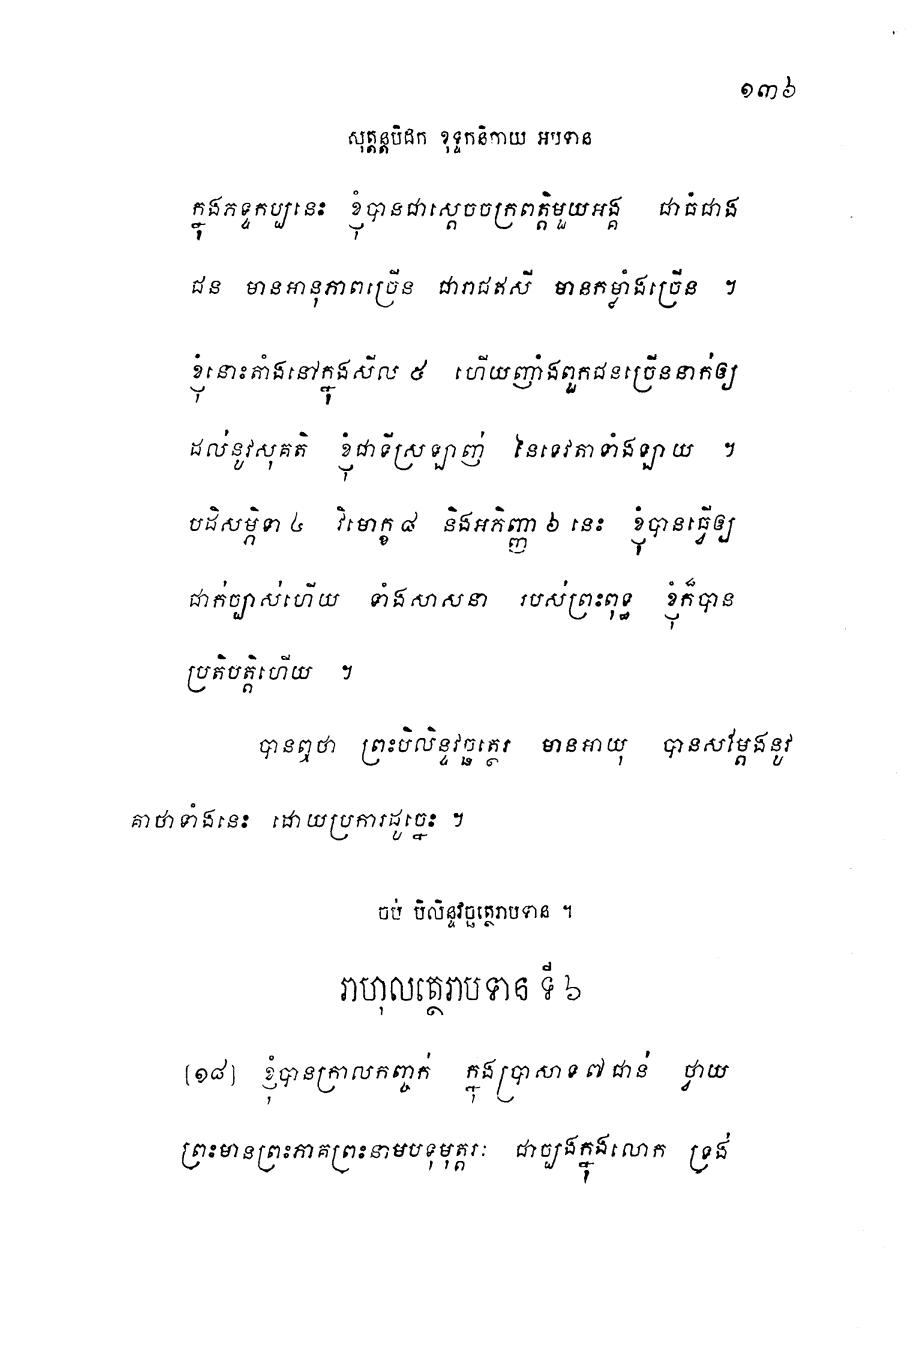 ១៣៦
សុត្តន្តបិដក ខុទ្ទកនិកាយ អបទាន
ក្នុងភទ្ទកប្បនេះ ខ្ញុំបានជាស្តេចចក្រពត្តិមួយអង្គ ជាធំជាង
ជន មានអានុភាពច្រើន ជារាជឥសី មានកម្លាំងច្រើន ។
ខ្ញុំនោះតាំងនៅក្នុងសីល ៥ ហើយញ៉ាំងពួកជនច្រើននាក់ឲ្យ
ដល់នូវសុគតិ ខ្ញុំជាទីស្រឡាញ់ នៃទេវតាទាំងឡាយ ។
បដិសម្ភិទា ៤ វិមោក្ខ ៨ និងអភិញ្ញា ៦ នេះ ខ្ញុំបានធ្វើឲ្យ
ជាក់ច្បាស់ហើយ ទាំងសាសនា របស់ព្រះពុទ្ធ ខ្ញុំក៏បាន
ប្រតិបត្តិហើយ ។
បានឮថា ព្រះបិលិន្ទវច្ឆត្ថេរ មានអាយុ បានសម្តែងនូវ
គាថាទាំងនេះ ដោយប្រការដូច្នេះ ។
ចប់ បិលិន្ទវច្ឆត្ថេរាបទាន ។
រាហុលត្ថេរាបទាន ទី ៦
[១៨] ខ្ញុំបានក្រាលកញ្ចក់ ក្នុងប្រាសាទ ៧ ជាន់ ថ្វាយ
ព្រះមានព្រះភាគព្រះនាមបទុមុត្តរៈ ជាច្បងក្នុងលោក ទ្រង់